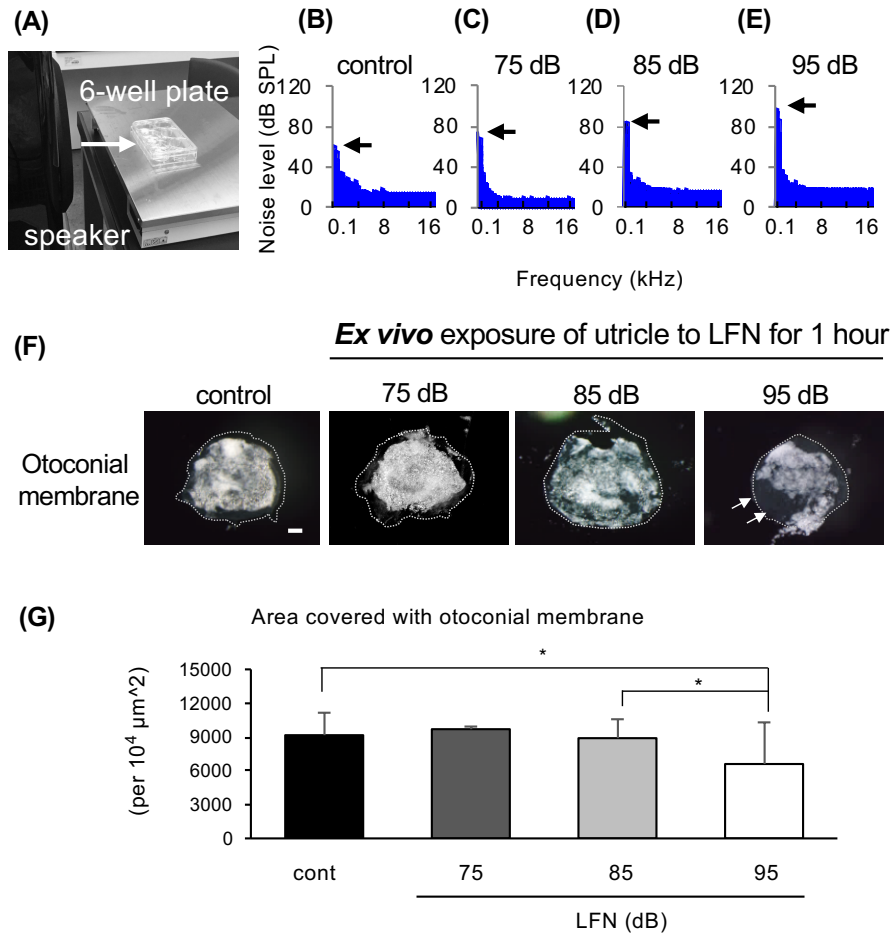 (A)
6-well plate
speaker
(B)
control
Noise level (dB SPL)
120
80
40
0
0.1 8 16
(C)
75 dB
120
80
40
0
0.1 8 16
(D)
85 dB
120
80
40
0
0.1 8 16
(E)
95 dB
120
80
40
0
0.1 8 16
Frequency (kHz)
(F)
Ex vivo exposure of utricle to LFN for 1 hour
control 75 dB 85 dB 95 dB
Otoconial
membrane
(G)
Area covered with otoconial membrane
(per 10^4 µm^2)
15000
12000
9000
6000
3000
0
*
*
cont 75 85 95
LFN (dB)